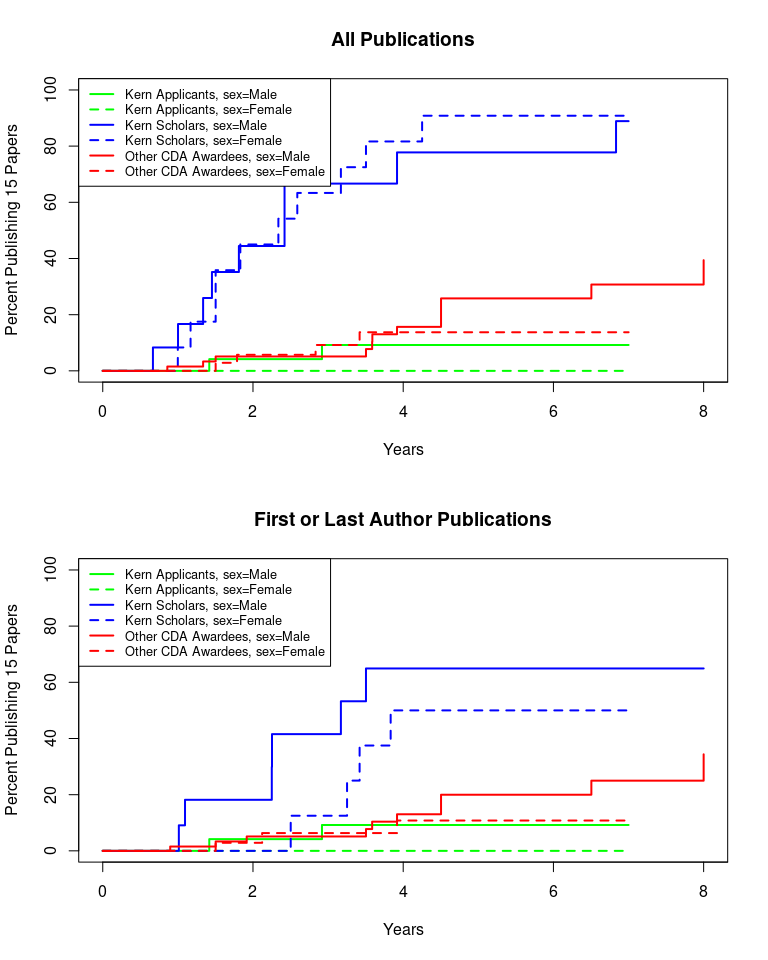 All Publications
Percent Publishing 15 Papers
100
80
60
40
20
0
Kern Applicants, sex=Male
Kern Applicants, sex=Female
Kern Scholars, sex=Male
Kern Scholars, sex=Female
Other CDA Awardees, sex=Male
Other CDA Awardees, sex=Female
0 2 4 6 8
Years
First or Last Author Publications
Percent Publishing 15 Papers
100
80
60
40
20
0
Kern Applicants, sex=Male
Kern Applicants, sex=Female
Kern Scholars, sex=Male
Kern Scholars, sex=Female
Other CDA Awardees, sex=Male
Other CDA Awardees, sex=Female
0 2 4 6 8
Years